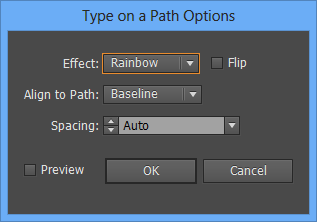 Type on a Path Options
Effect: Rainbow Flip
Align to Path: Baseline
Spacing: Auto
Preview OK Cancel